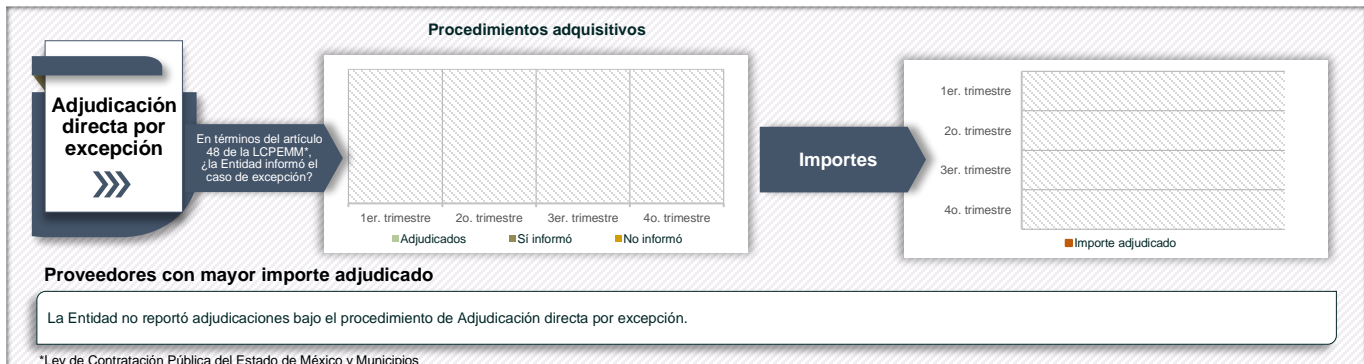 Procedimientos adquisitivos
Adjudicación
directa por
excepción
En términos del artículo
48 de la LCPEMM*,
¿la Entidad informó el
caso de excepción?
1er. trimestre 2o. trimestre 3er. trimestre 4o. trimestre
Adjudicados Sí informó No informó
Importes
1er. trimestre
2o. trimestre
3er. trimestre
4o. trimestre
Importe adjudicado
Proveedores con mayor importe adjudicado
La Entidad no reportó adjudicaciones bajo el procedimiento de Adjudicación directa por excepción.
*Ley de Contratación Pública del Estado de México y Municipios